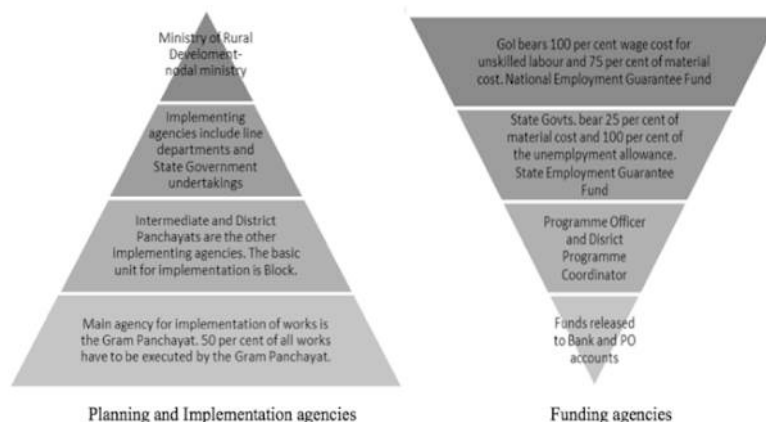 Ministry of Rural
Develoment-
nodal ministry
Implementing
agencies include line
departments and
State Government
undertakings
Intermediate and District
Panchayats are the other
implementing agencies. The basic
unit for implementation is Block.
Main agency for implementation of works is
the Gram Panchayat. 50 per cent of all works
have to be executed by the Gram Panchayat.
Planning and Implementation agencies
GoI bears 100 per cent wage cost for
unskilled labour and 75 per cent of material
cost. National Employment Guarantee Fund
State Govts. bear 25 per cent of
material cost and 100 per cent of
the unemplpyment allowance.
State Employment Guarantee
Fund
Programme Officer
and Disrict
Programme
Coordinator
Funds released
to Bank and PO
accounts
Funding agencies